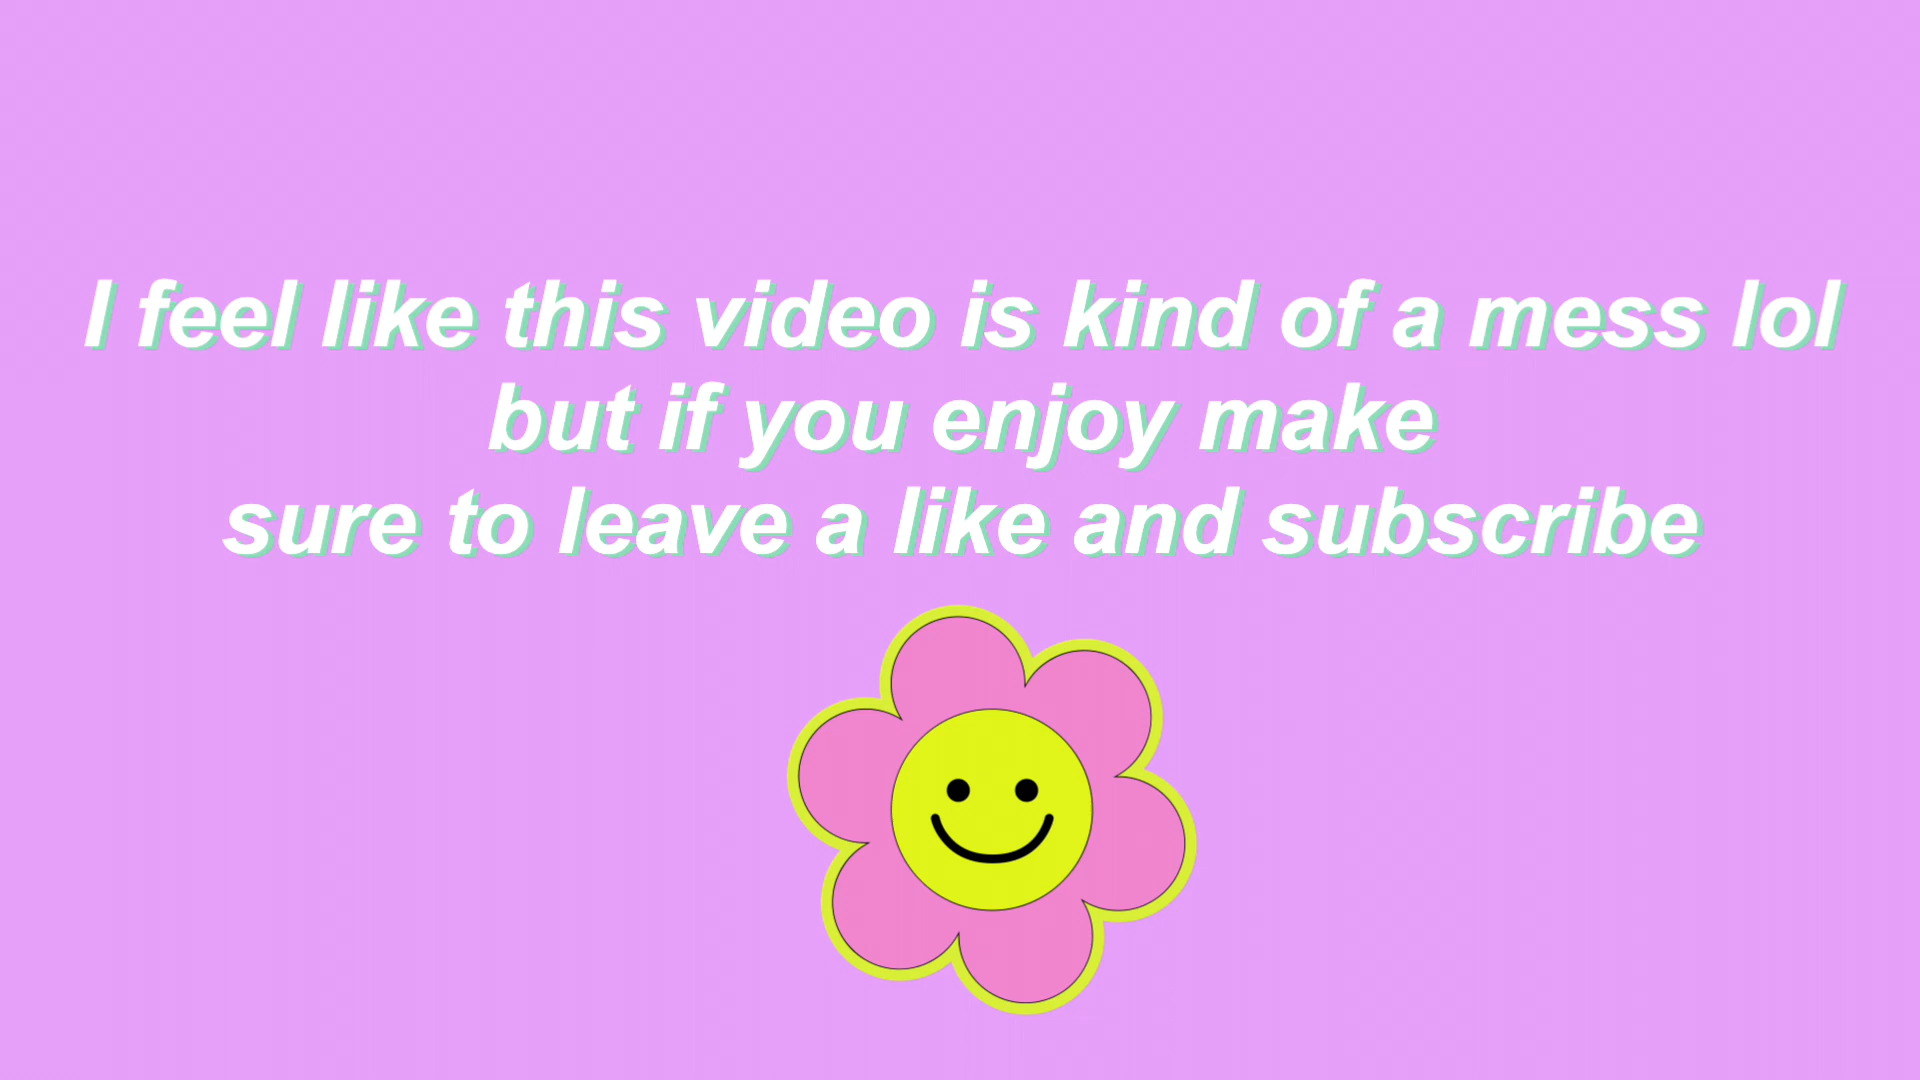 I feel like this video is kind of a mess lol
but if you enjoy make
sure to leave a like and subscribe